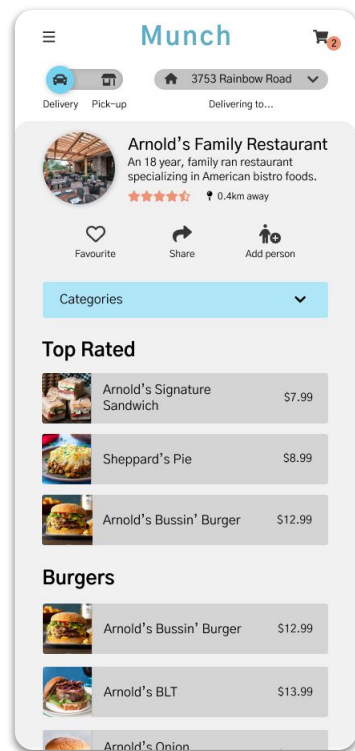 Munch
2
3753 Rainbow Road
Delivery Pick-up
Delivering to...
Arnold's Family Restaurant
An 18 year, family ran restaurant
specializing in American bistro foods.
0.4km away
Favourite
Share
Add person
Categories
Top Rated
Arnold's Signature
Sandwich
$7.99
Sheppard's Pie
$8.99
Arnold's Bussin' Burger
$12.99
Burgers
Arnold's Bussin' Burger
$12.99
Arnold's BLT
$13.99
Arnold's Onion